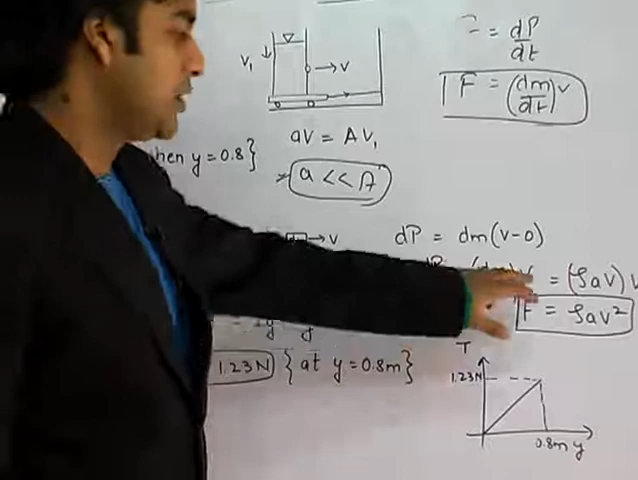 = dP/dt
F = (dm/dt)v
V₁
→ V
av = AV₁
when y = 0.8}
⇒ a << A
→ V
dP = dm(v-0)
= (ρav)v
F = ρav²
1.23N { at y = 0.8m}
T
1.23N
0.8m y